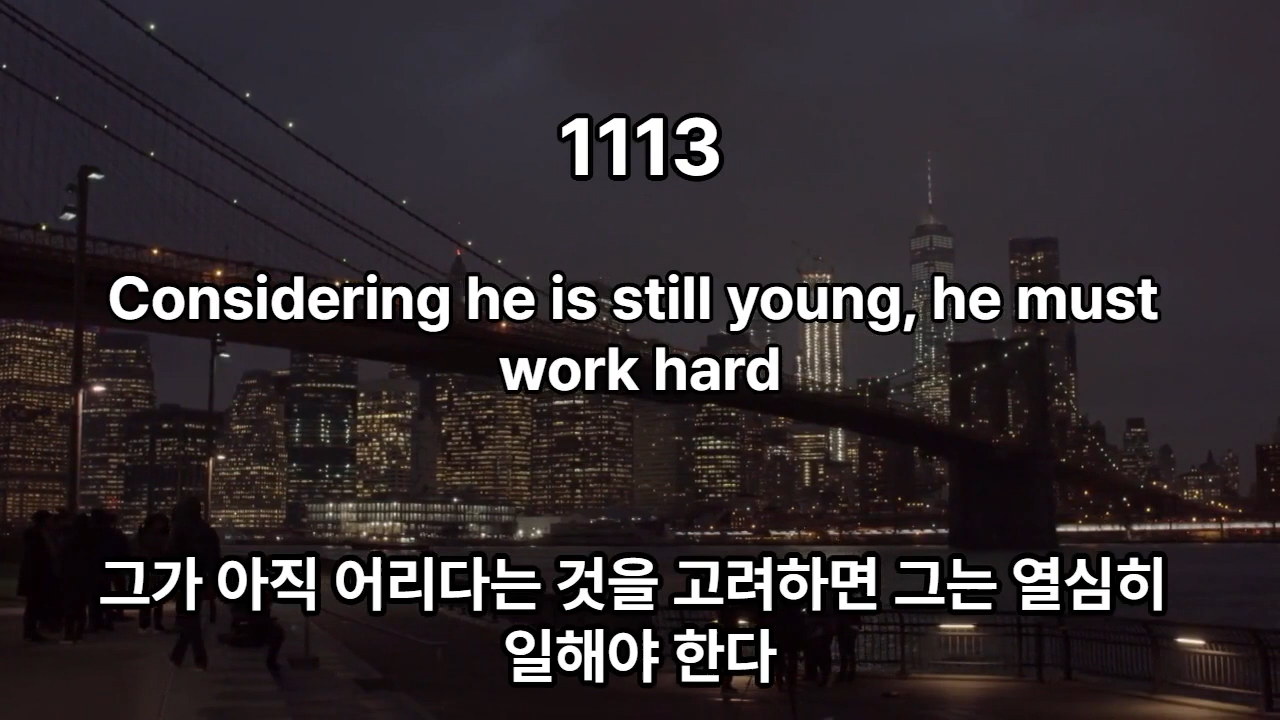 1113
Considering he is still young, he must
work hard
그가 아직 어리다는 것을 고려하면 그는 열심히
일해야 한다